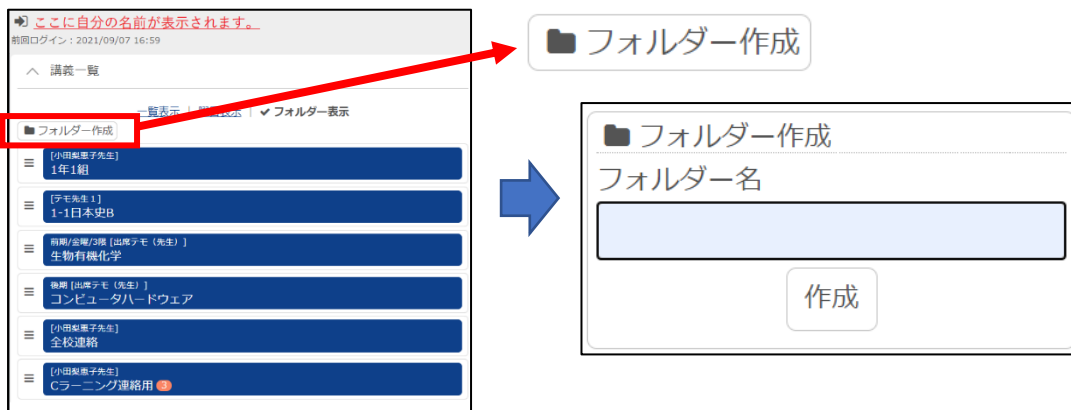 ここに自分の名前が表示されます。
前回ログイン：2021/09/07 16:59
講義一覧
一覧表示 | 表示 | ✔フォルダー表示
フォルダー作成
[小田梨恵子先生]
1年1組
[テモ先生１]
1-1日本史B
前期/金曜/3限 [出席テモ（先生）]
生物有機化学
後期 [出席テモ（先生）]
コンピュータハードウェア
[小田梨恵子先生]
全校連絡
[小田梨恵子先生]
Cラーニング連絡用 3
フォルダー作成
フォルダー作成
フォルダー名
作成